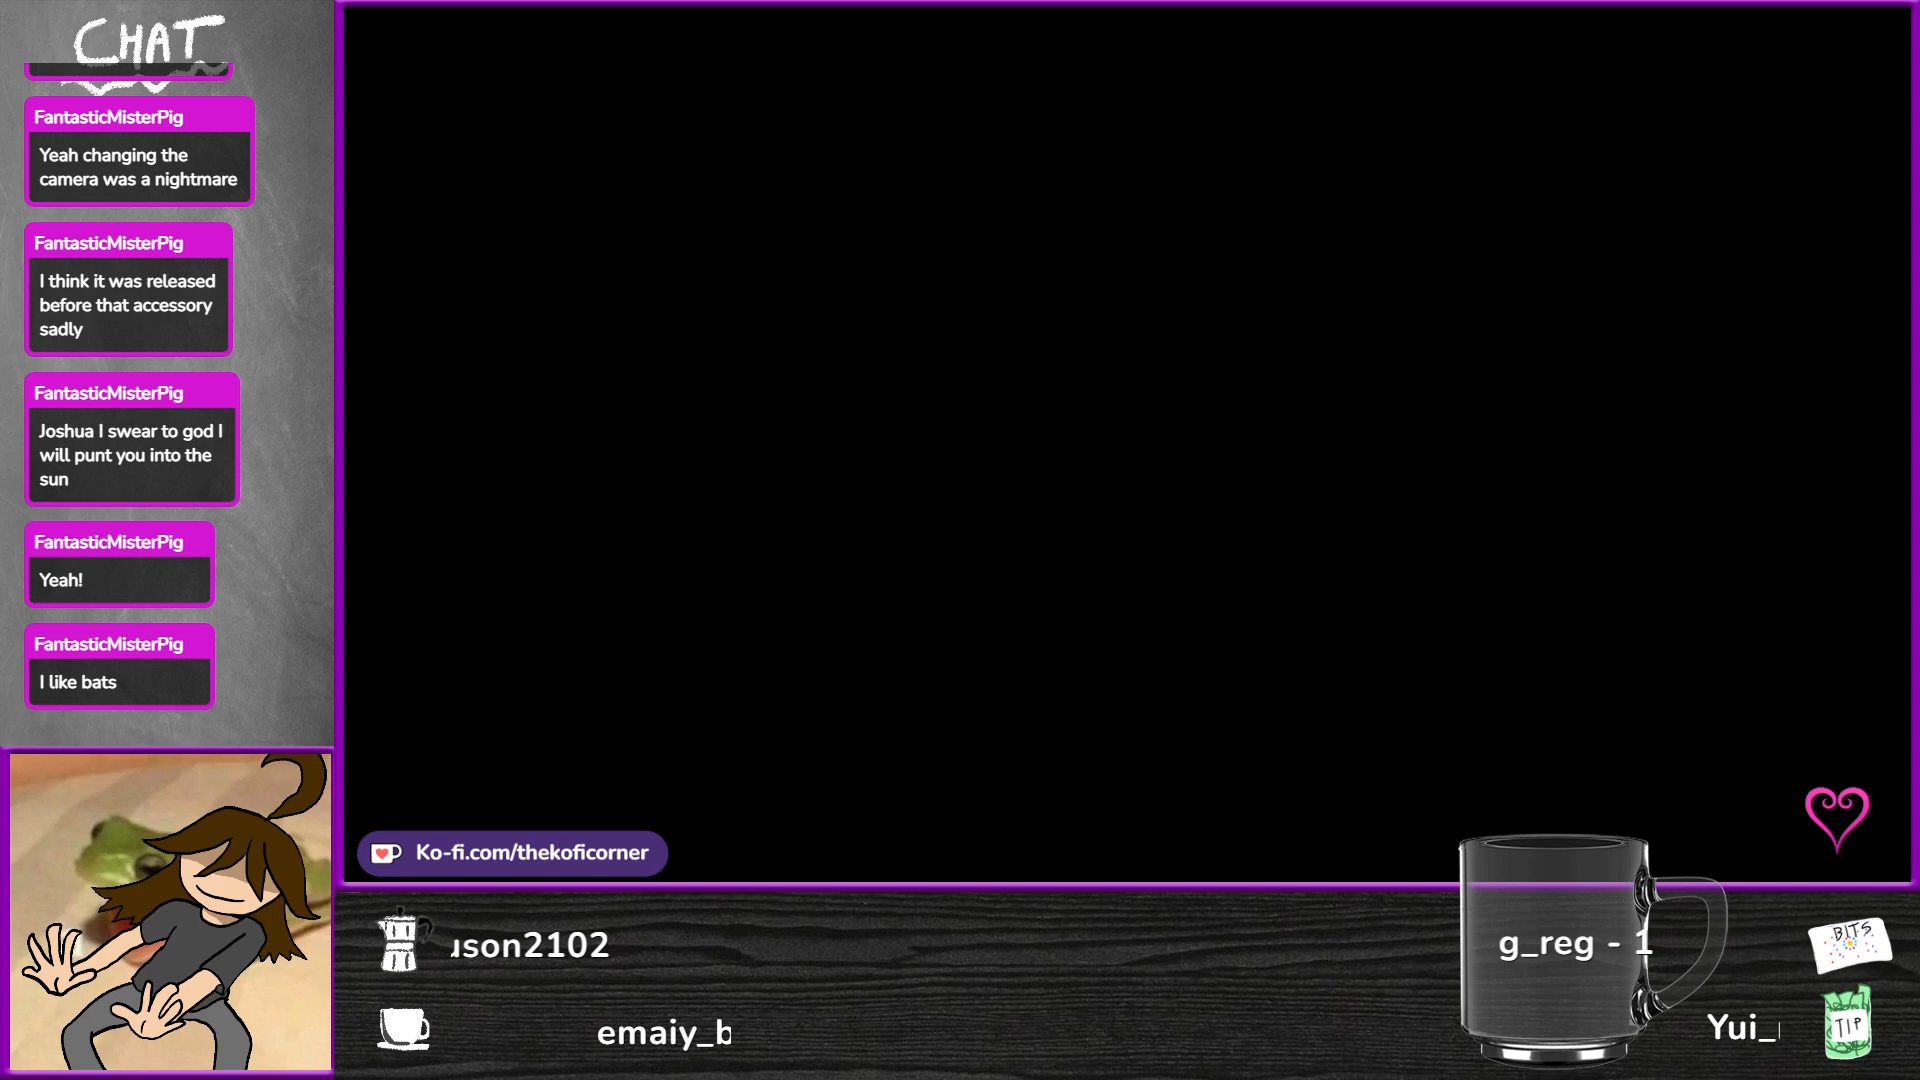 CHAT
FantasticMisterPig
Yeah changing the
camera was a nightmare
FantasticMisterPig
I think it was released
before that accessory
sadly
FantasticMisterPig
Joshua I swear to god I
will punt you into the
sun
FantasticMisterPig
Yeah!
FantasticMisterPig
I like bats
Ko-fi.com/thekoficorner
son2102
emaiy_b
g_reg - 1
BITS
Yui_
TIP